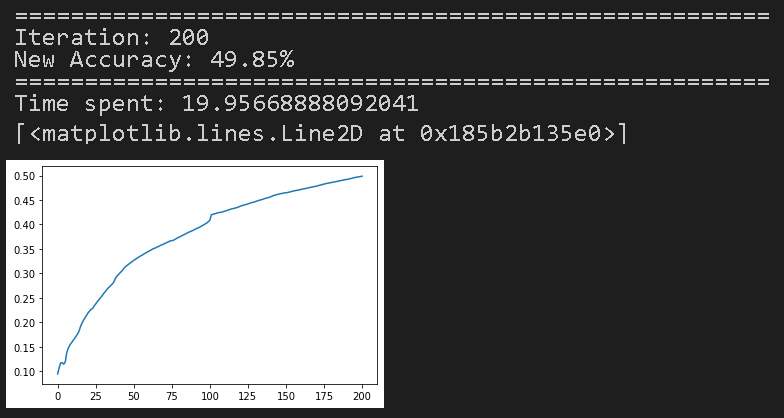 ======================================================
Iteration: 200
New Accuracy: 49.85%
======================================================
Time spent: 19.95668888092041
[<matplotlib.lines.Line2D at 0x185b2b135e0>]
0.50
0.45
0.40
0.35
0.30
0.25
0.20
0.15
0.10
0 25 50 75 100 125 150 175 200